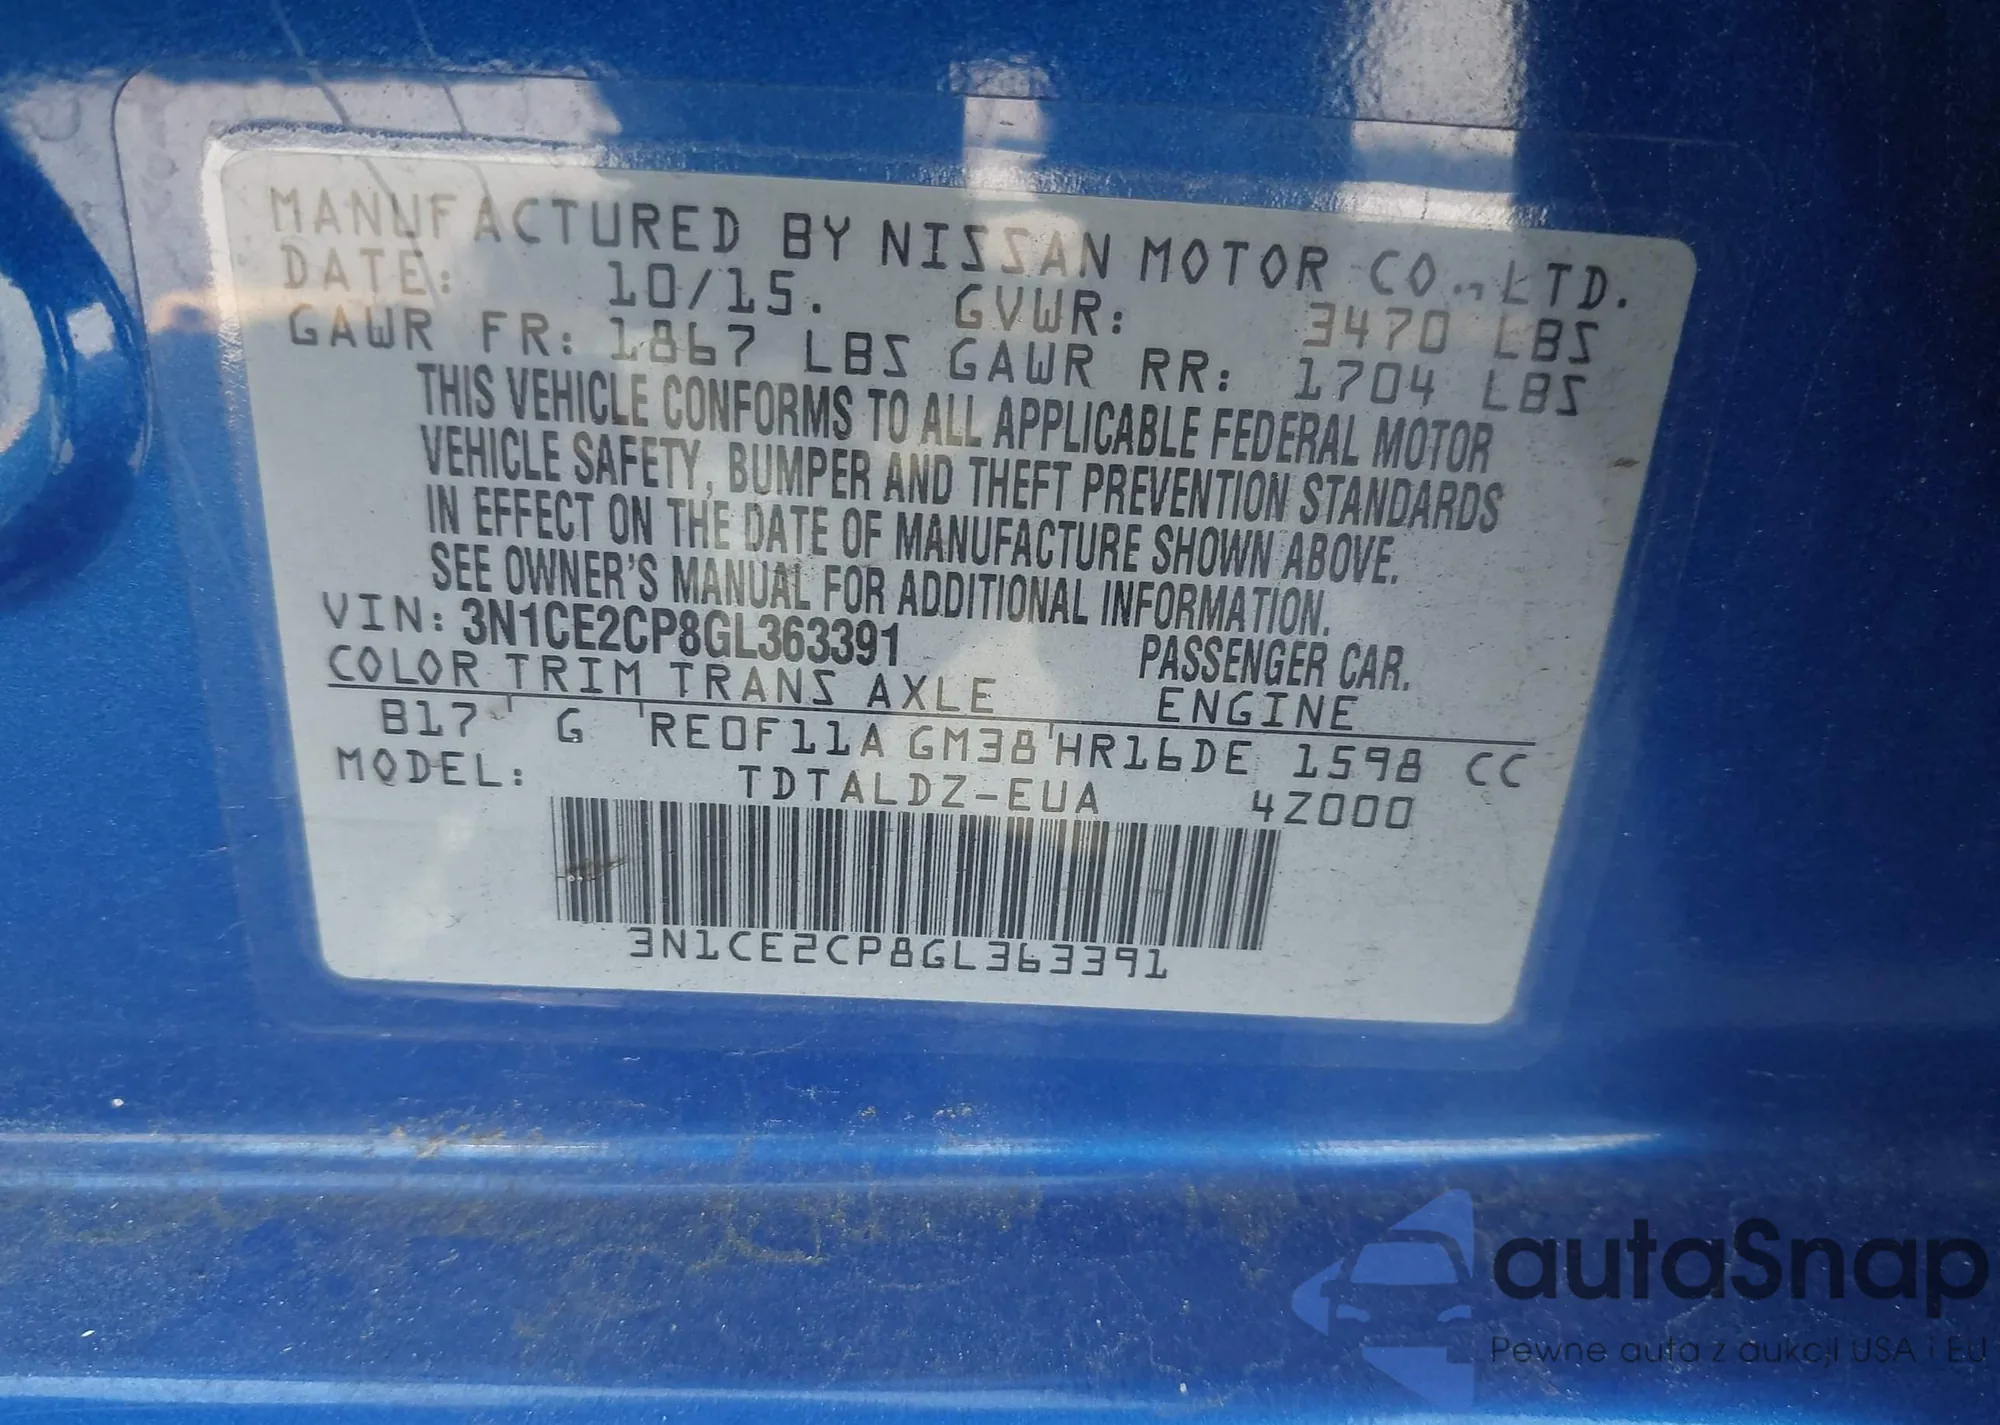 MANUFACTURED BY NISSAN MOTOR CO., LTD.
DATE: 10/15. GVWR: 3470 LBS
GAWR FR: 1867 LBS GAWR RR: 1704 LBS
THIS VEHICLE CONFORMS TO ALL APPLICABLE FEDERAL MOTOR
VEHICLE SAFETY, BUMPER AND THEFT PREVENTION STANDARDS
IN EFFECT ON THE DATE OF MANUFACTURE SHOWN ABOVE.
SEE OWNER'S MANUAL FOR ADDITIONAL INFORMATION.
VIN: 3N1CE2CP8GL363391 PASSENGER CAR.
COLOR TRIM TRANS AXLE ENGINE
B17 G RE0F11A GM38 HR16DE 1598 CC
MODEL: TDTALDZ-EUA 4Z000
3N1CE2CP8GL363391
autaSnap
Pewne auta z aukcji USA i EU